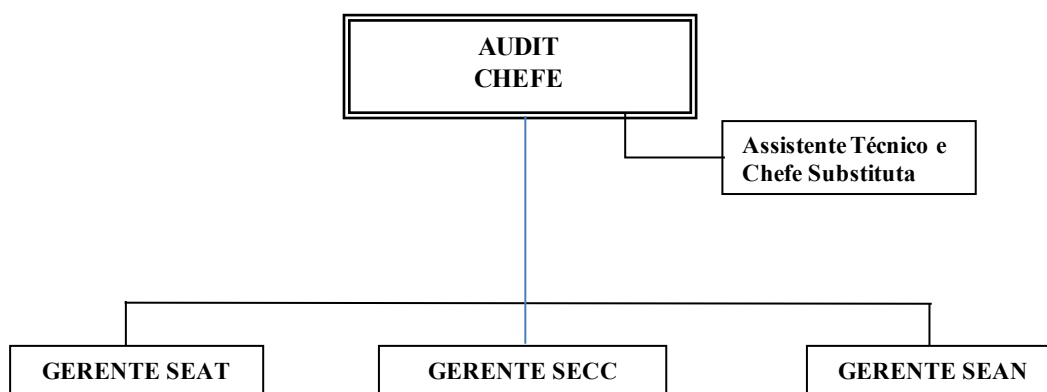 AUDIT
CHEFE
Assistente Técnico e
Chefe Substituta
GERENTE SEAT
GERENTE SECC
GERENTE SEAN